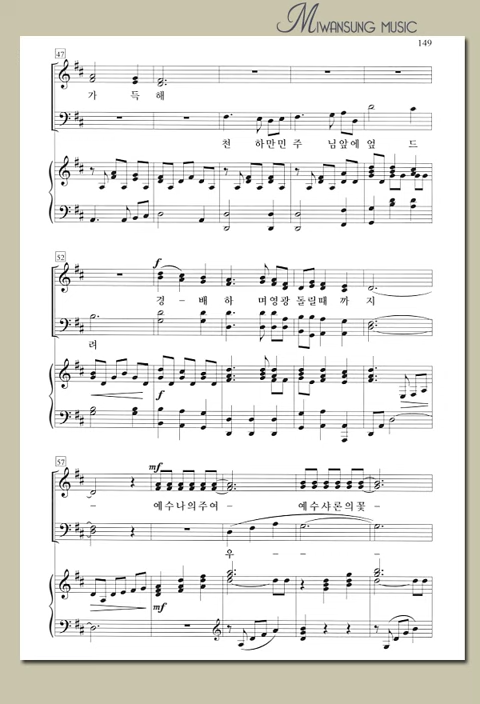 MIWANSUNG MUSIC
149
47
가 득 해
천 하만민 주 님앞에 엎 드
52
f
경 - 배 하 며영광 돌릴때 까 지
려
f
57
mf
- 예수나의주여 - 예수샤론의꽃 -
우 - -
mf